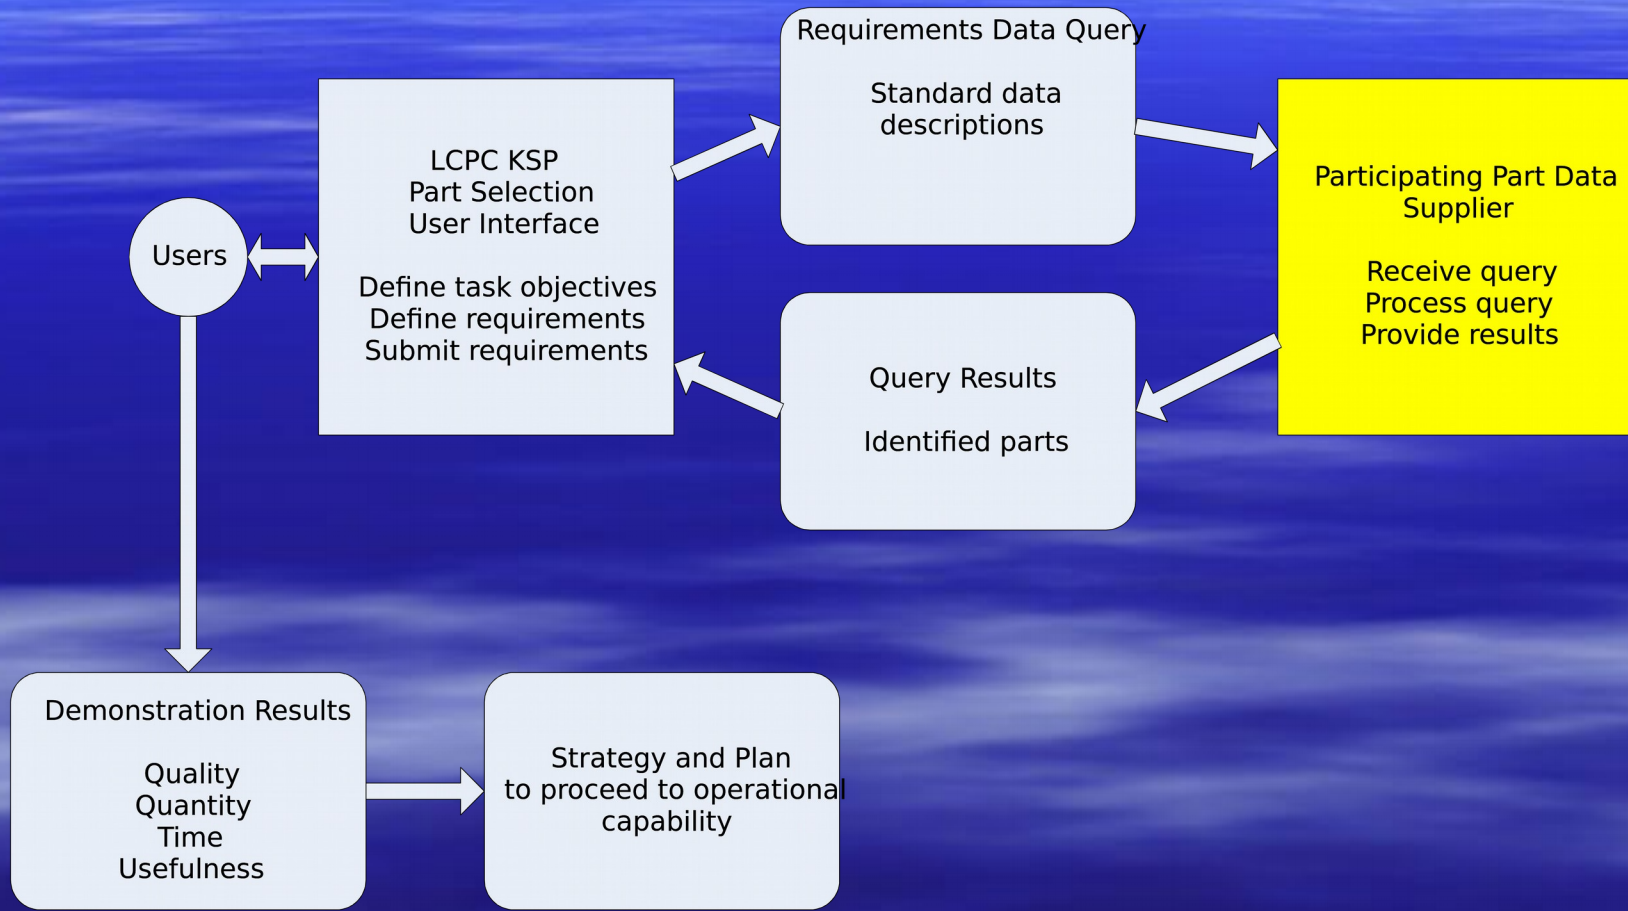 Requirements Data Query
Standard data
descriptions
LCPC KSP
Part Selection
User Interface
Define task objectives
Define requirements
Submit requirements
Participating Part Data
Supplier
Receive query
Process query
Provide results
Users
Query Results
Identified parts
Demonstration Results
Quality
Quantity
Time
Usefulness
Strategy and Plan
to proceed to operational
capability